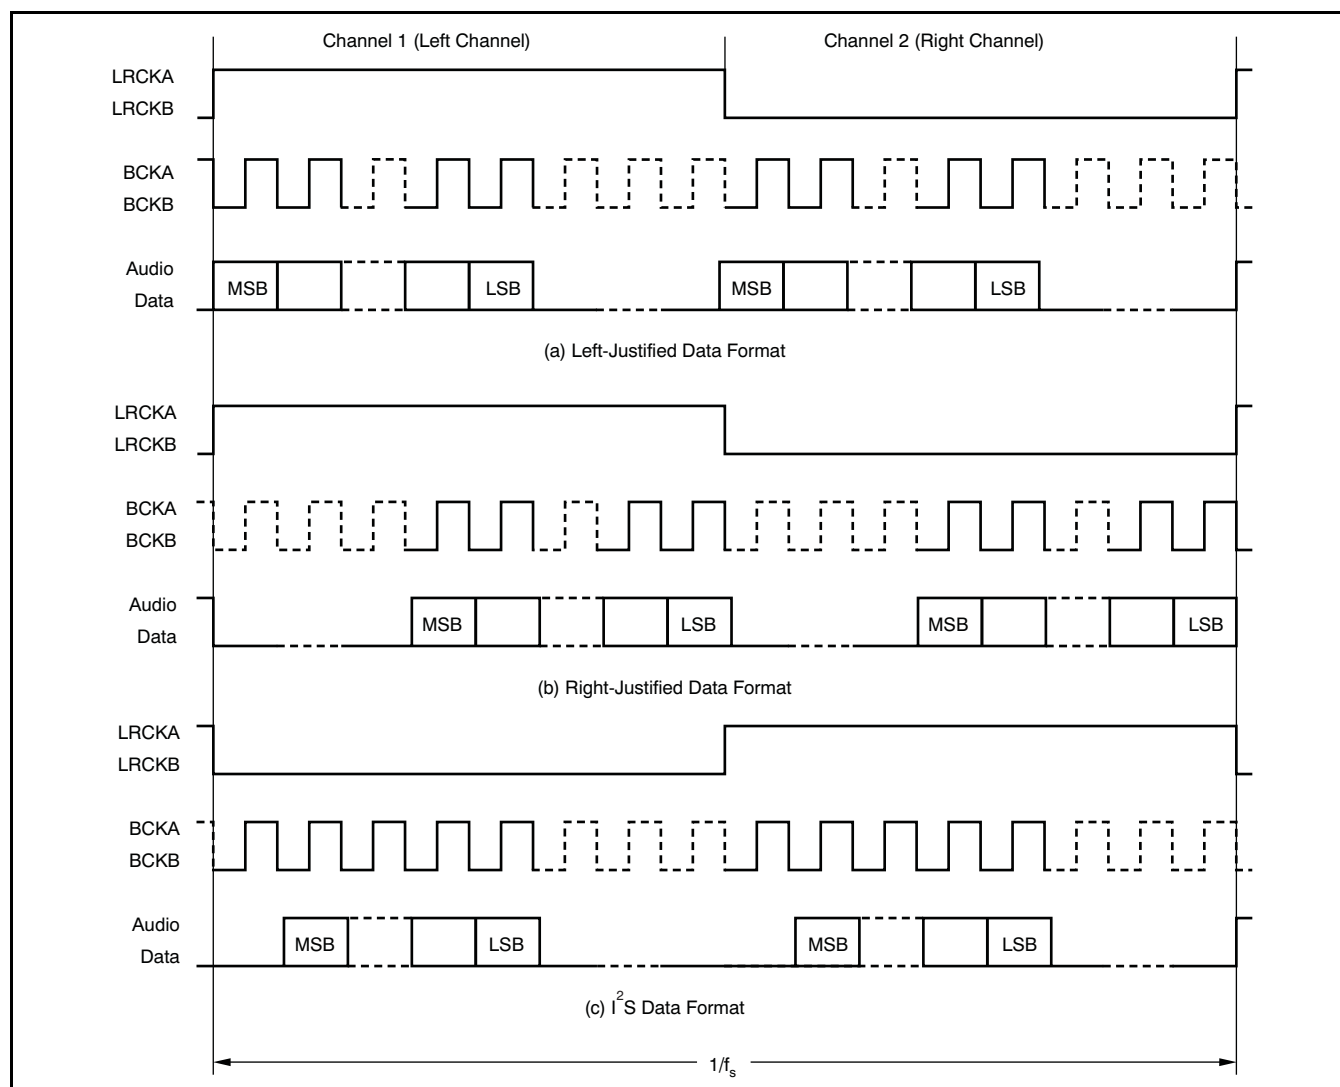 Channel 1 (Left Channel)
Channel 2 (Right Channel)
LRCKA
LRCKB
BCKA
BCKB
Audio
Data
MSB
LSB
MSB
LSB
(a) Left-Justified Data Format
LRCKA
LRCKB
BCKA
BCKB
Audio
Data
MSB
LSB
MSB
LSB
(b) Right-Justified Data Format
LRCKA
LRCKB
BCKA
BCKB
Audio
Data
MSB
LSB
MSB
LSB
(c) I²S Data Format
1/fₛ